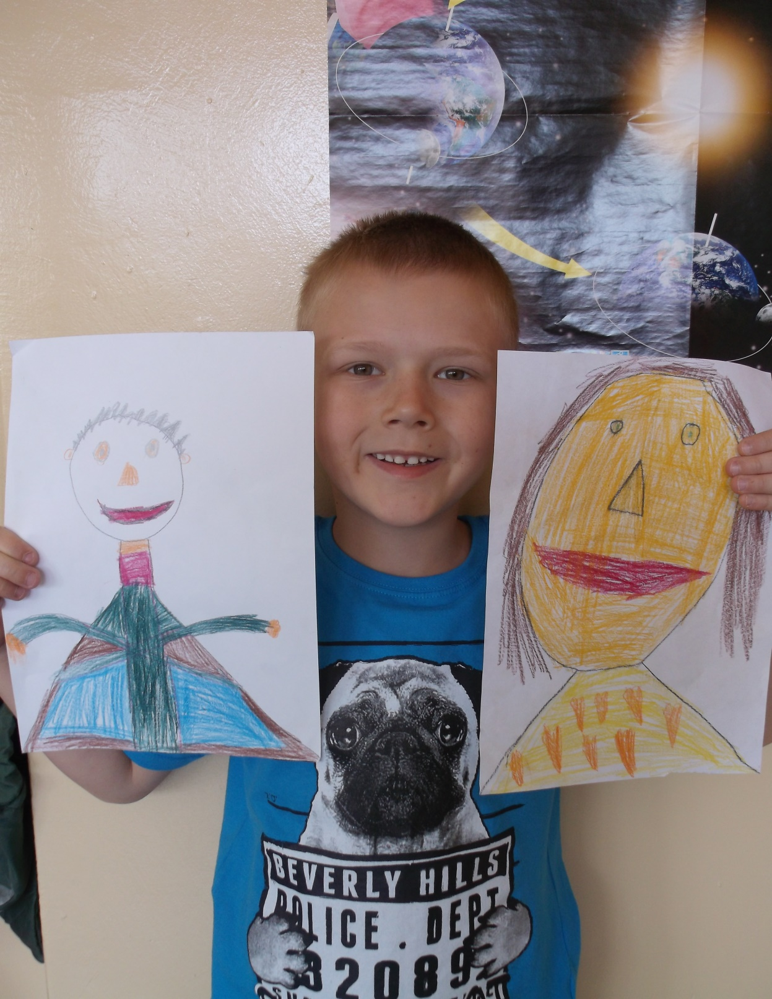 BEVERLY HILLS
POLICE . DEPT
32089